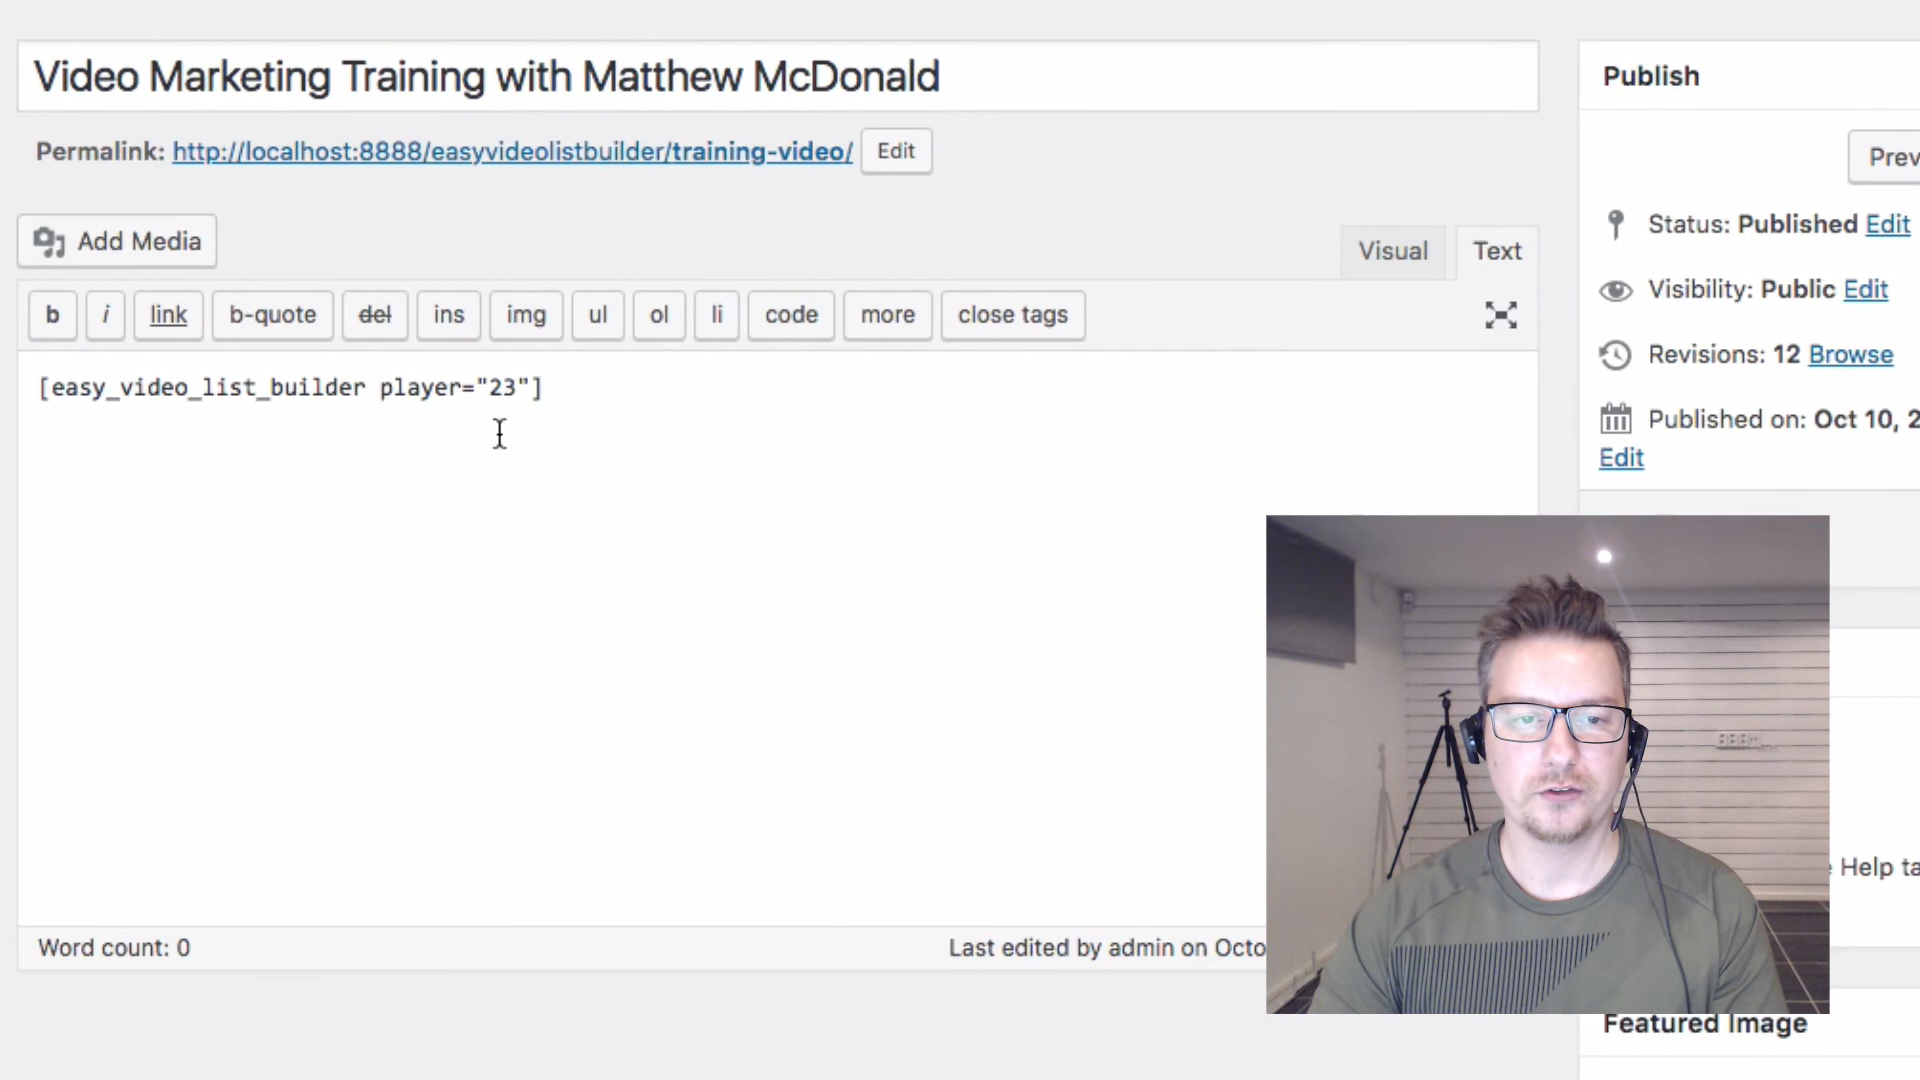 Video Marketing Training with Matthew McDonald
Permalink: http://localhost:8888/easyvideolistbuilder/training-video/ Edit
Add Media
Visual Text
b i link b-quote del ins img ul ol li code more close tags
[easy_video_list_builder player="23"]
Word count: 0
Last edited by admin on Octo
Publish
Prev
Status: Published Edit
Visibility: Public Edit
Revisions: 12 Browse
Published on: Oct 10, 2
Edit
Help ta
Featured Image